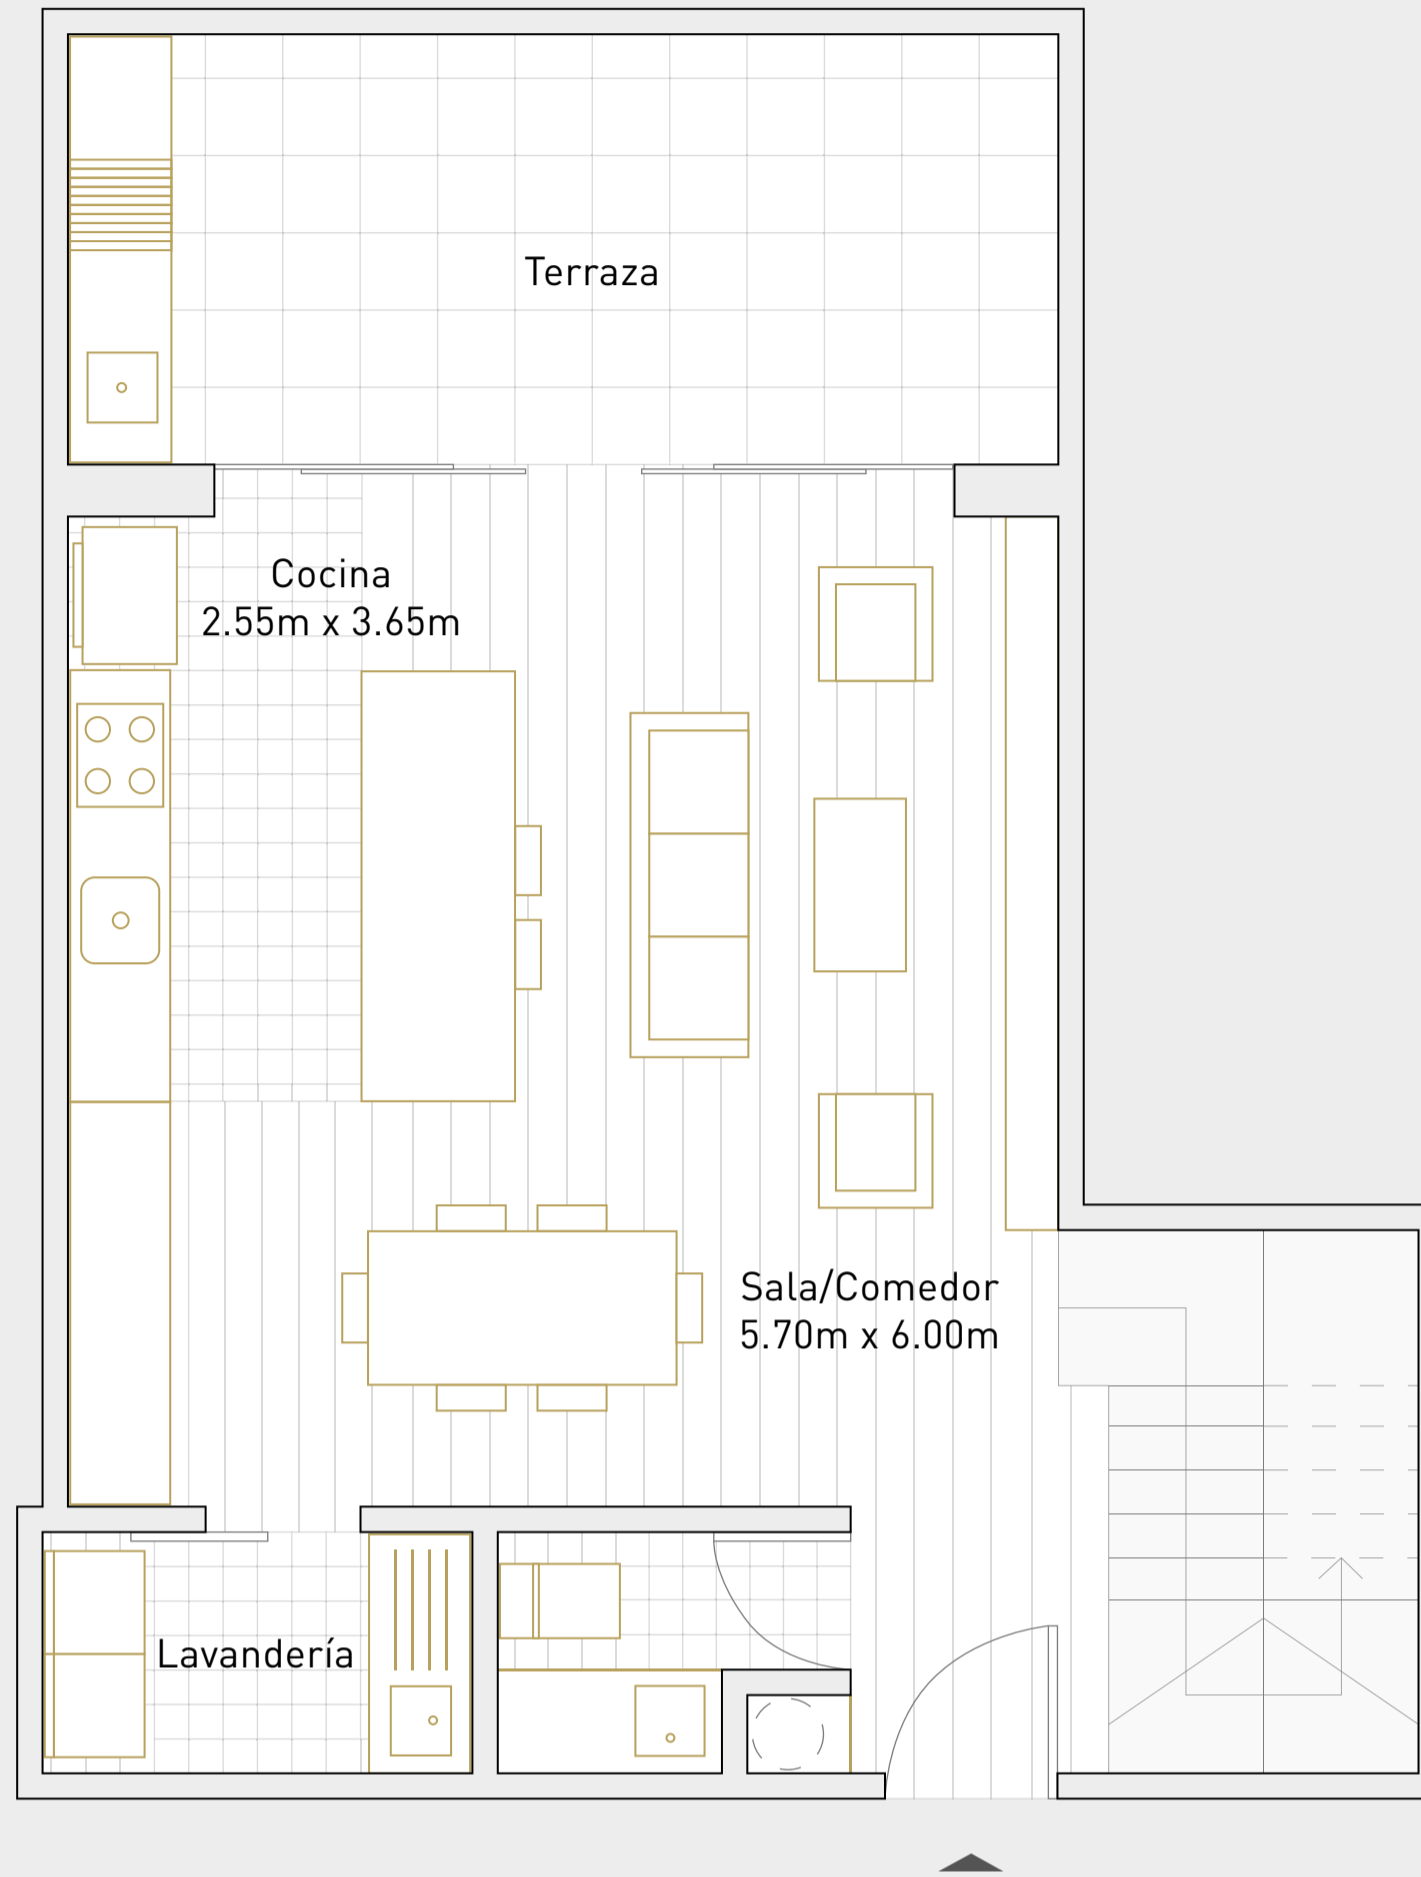 Terraza
Cocina
2.55m x 3.65m
Sala/Comedor
5.70m x 6.00m
Lavandería